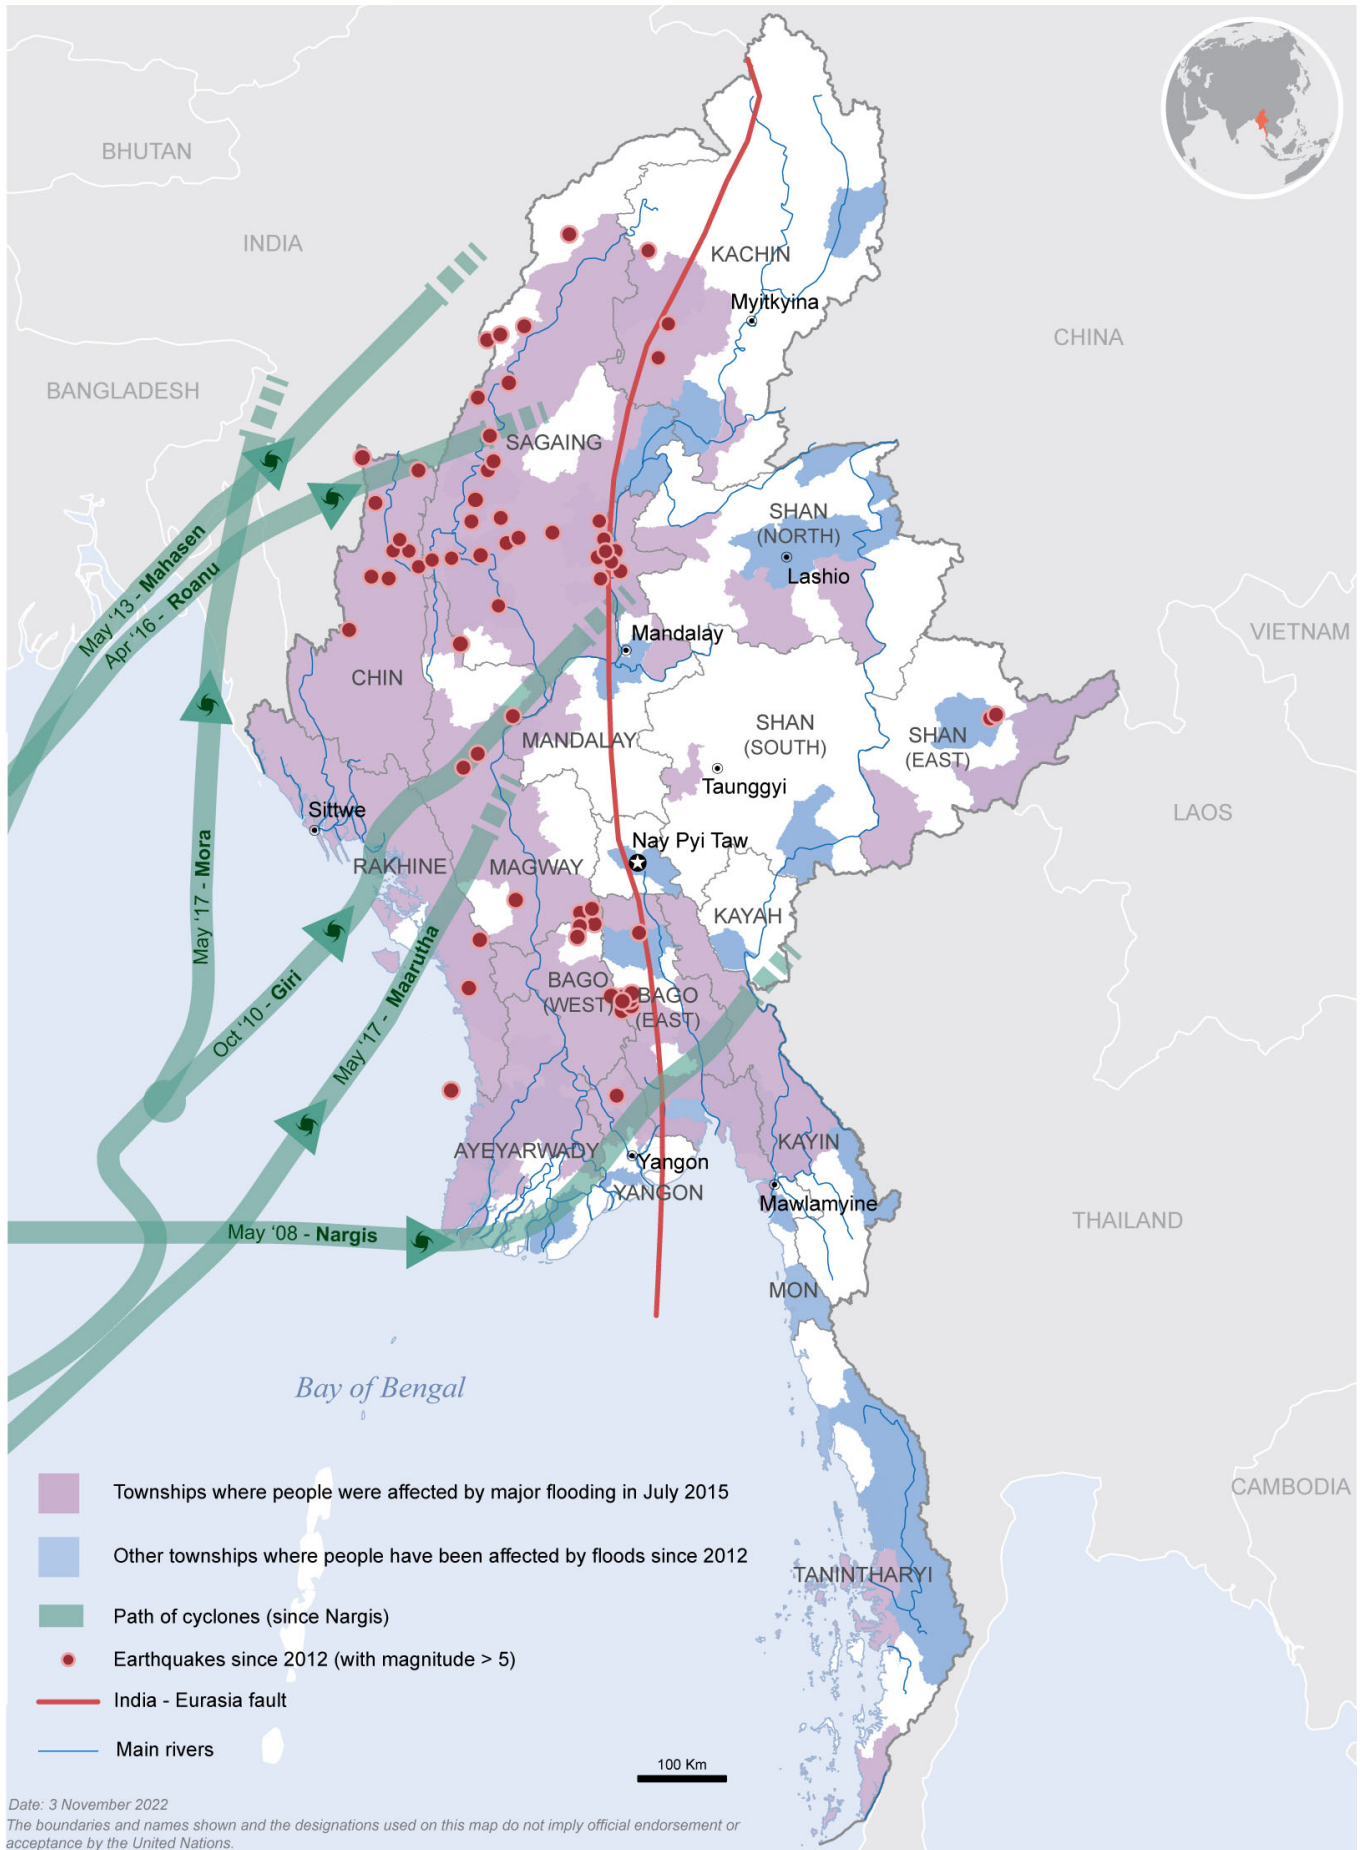 BHUTAN
INDIA
KACHIN
Myitkyina
CHINA
BANGLADESH
SAGAING
SHAN
(NORTH)
Lashio
May ‘13 - Mahasen
Apr ‘16 - Roanu
VIETNAM
Mandalay
CHIN
SHAN
(SOUTH)
SHAN
(EAST)
MANDALAY
Taunggyi
Sittwe
LAOS
Nay Pyi Taw
RAKHINE
MAGWAY
May ‘17 - Mora
KAYAH
BAGO
(WEST)
BAGO
(EAST)
Oct ‘10 - Giri
May ‘17 - Maarutha
AYEYARWADY
KAYIN
Yangon
YANGON
Mawlamyine
THAILAND
May ‘08 - Nargis
MON
Bay of Bengal
CAMBODIA
TANINTHARYI
Townships where people were affected by major flooding in July 2015
Other townships where people have been affected by floods since 2012
Path of cyclones (since Nargis)
Earthquakes since 2012 (with magnitude > 5)
India - Eurasia fault
Main rivers
100 Km
Date: 3 November 2022
The boundaries and names shown and the designations used on this map do not imply official endorsement or
acceptance by the United Nations.